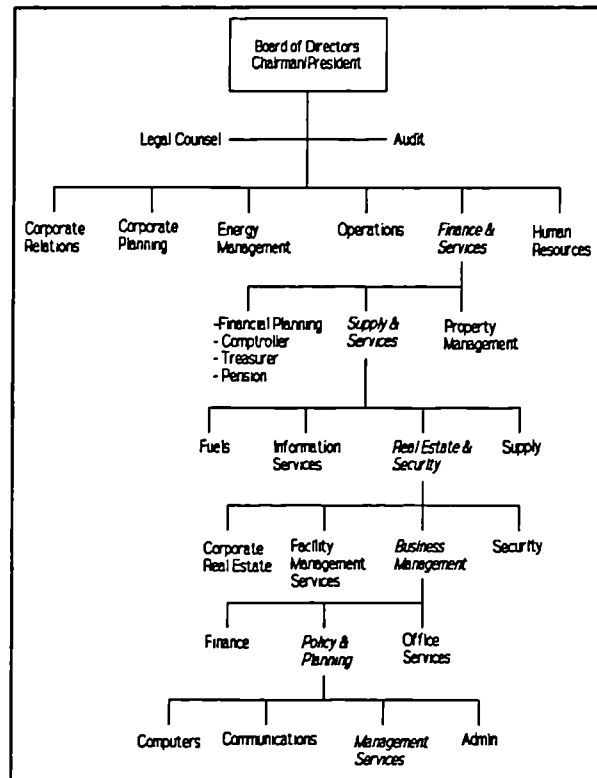 Board of Directors
Chairman/President
Legal Counsel
Audit
Corporate
Relations
Corporate
Planning
Energy
Management
Operations
Finance &
Services
Human
Resources
-Financial Planning
- Comptroller
- Treasurer
- Pension
Supply &
Services
Property
Management
Fuels
Information
Services
Real Estate &
Security
Supply
Corporate
Real Estate
Facility
Management
Services
Business
Management
Security
Finance
Policy &
Planning
Office
Services
Computers
Communications
Management
Services
Admin